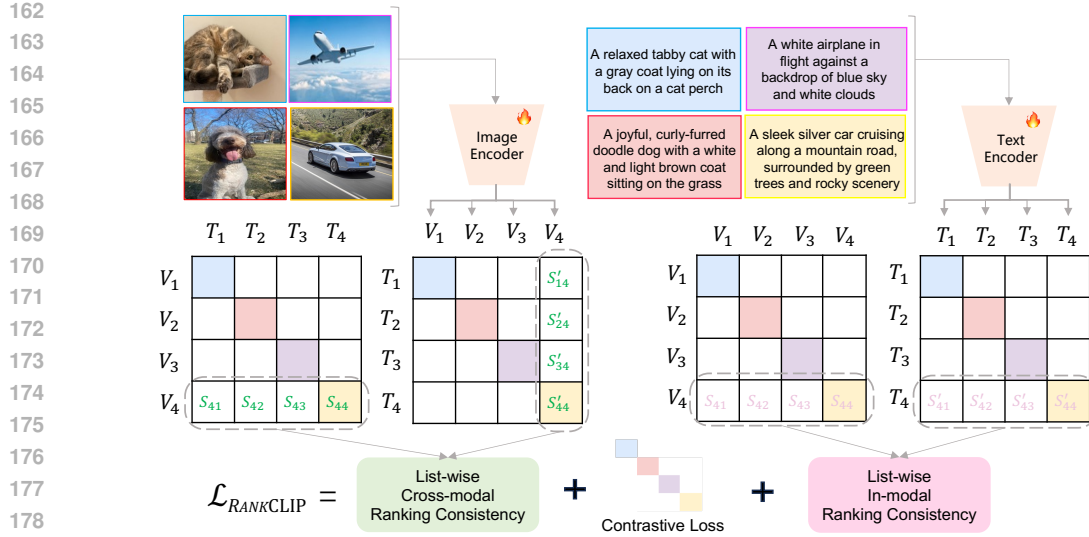 162
163
164
165
166
167
168
169
170
171
172
173
174
175
176
177
178
A relaxed tabby cat with
a gray coat lying on its
back on a cat perch
A white airplane in
flight against a
backdrop of blue sky
and white clouds
A joyful, curly-furred
doodle dog with a white
and light brown coat
sitting on the grass
A sleek silver car cruising
along a mountain road,
surrounded by green
trees and rocky scenery
Image
Encoder
Text
Encoder
T₁ T₂ T₃ T₄
V₁
V₂
V₃
V₄ S₄₁ S₄₂ S₄₃ S₄₄
V₁ V₂ V₃ V₄
T₁ S′₁₄
T₂ S′₂₄
T₃ S′₃₄
T₄ S′₄₄
V₁ V₂ V₃ V₄
V₁
V₂
V₃
V₄ S₄₁ S₄₂ S₄₃ S₄₄
T₁ T₂ T₃ T₄
T₁
T₂
T₃
T₄ S′₄₁ S′₄₂ S′₄₃ S′₄₄
ℒ_RANKCLIP =
List-wise
Cross-modal
Ranking Consistency
+
Contrastive Loss
+
List-wise
In-modal
Ranking Consistency